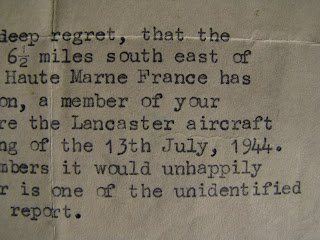 deep regret, that the
6½ miles south east of
Haute Marne France has
on, a member of your
re the Lancaster aircraft
ng of the 13th July, 1944.
mbers it would unhappily
r is one of the unidentified
report.